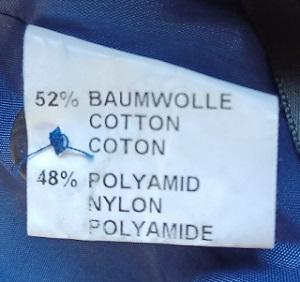 52% BAUMWOLLE
COTTON
COTON
48% POLYAMID
NYLON
POLYAMIDE